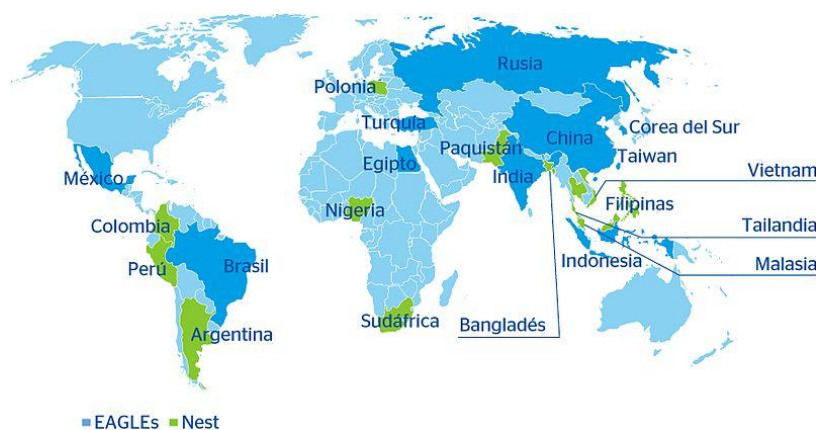 Rusia
Polonia
Turquía
China
Corea del Sur
Paquistán
Taiwan
Egipto
México
India
Vietnam
Nigeria
Filipinas
Colombia
Tailandia
Perú
Brasil
Indonesia
Malasia
Sudáfrica
Bangladés
Argentina
EAGLEs
Nest